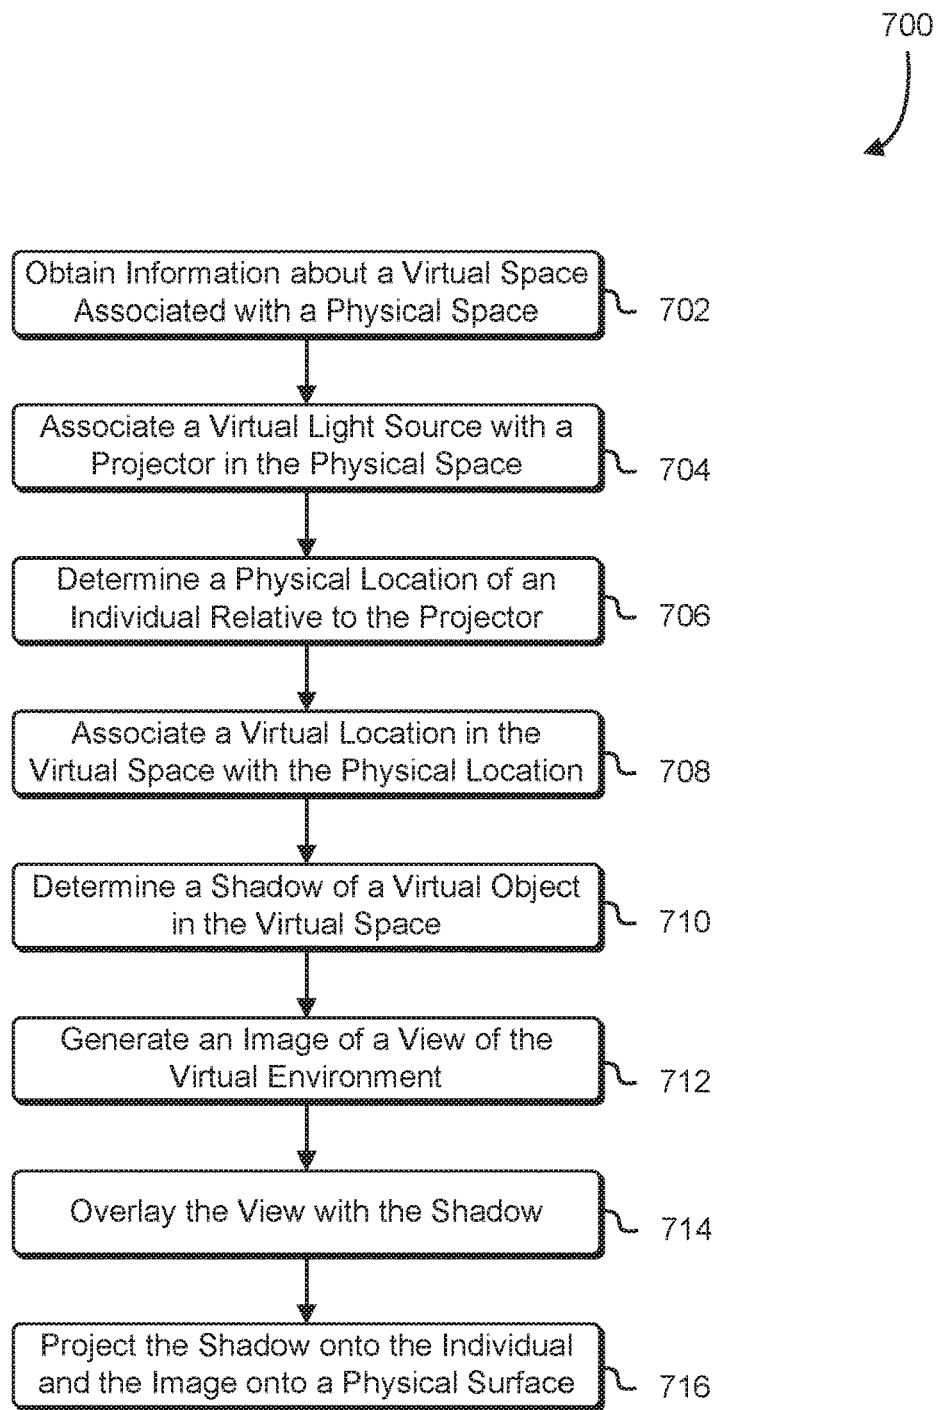 700
Obtain Information about a Virtual Space
Associated with a Physical Space
702
Associate a Virtual Light Source with a
Projector in the Physical Space
704
Determine a Physical Location of an
Individual Relative to the Projector
706
Associate a Virtual Location in the
Virtual Space with the Physical Location
708
Determine a Shadow of a Virtual Object
in the Virtual Space
710
Generate an Image of a View of the
Virtual Environment
712
Overlay the View with the Shadow
714
Project the Shadow onto the Individual
and the Image onto a Physical Surface
716